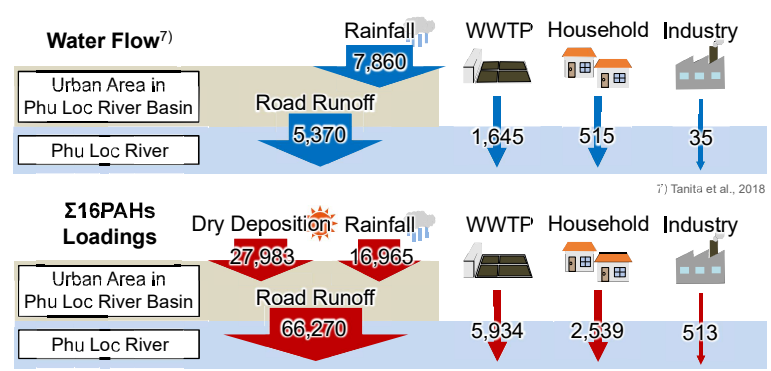 Water Flow7)
Rainfall
WWTP
Household
Industry
7,860
Urban Area in
Phu Loc River Basin
Road Runoff
5,370
1,645
515
35
Phu Loc River
7) Tanita et al., 2018
Σ16PAHs
Loadings
Dry Deposition
Rainfall
WWTP
Household
Industry
27,983
16,965
Urban Area in
Phu Loc River Basin
Road Runoff
66,270
5,934
2,539
513
Phu Loc River